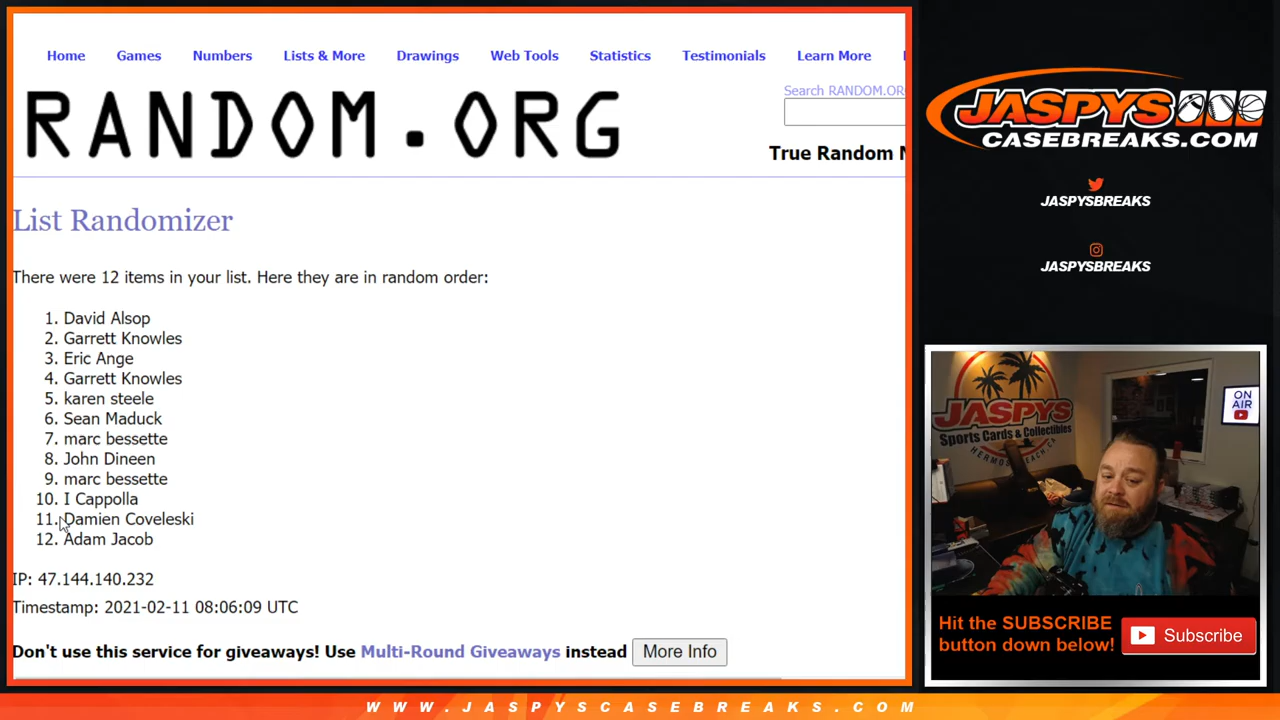 Home Games Numbers Lists & More Drawings Web Tools Statistics Testimonials Learn More
RANDOM.ORG
Search RANDOM.OR
True Random N
List Randomizer
There were 12 items in your list. Here they are in random order:
1. David Alsop
2. Garrett Knowles
3. Eric Ange
4. Garrett Knowles
5. karen steele
6. Sean Maduck
7. marc bessette
8. John Dineen
9. marc bessette
10. I Cappolla
11. Damien Coveleski
12. Adam Jacob
IP: 47.144.140.232
Timestamp: 2021-02-11 08:06:09 UTC
Don't use this service for giveaways! Use Multi-Round Giveaways instead More Info
JASPYS
CASEBREAKS.COM
JASPYSBREAKS
JASPYSBREAKS
JASPYS
Sports Cards & Collectibles
HERMOSA BEACH, CA
ON
AIR
Hit the SUBSCRIBE
button down below!
Subscribe
WWW.JASPYSCASEBREAKS.COM